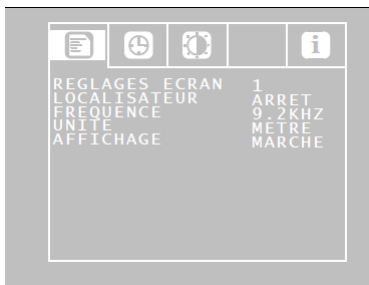 REGLAGES ECRAN 1
LOCALISATEUR ARRET
FREQUENCE 9.2KHZ
UNITE METRE
AFFICHAGE MARCHE